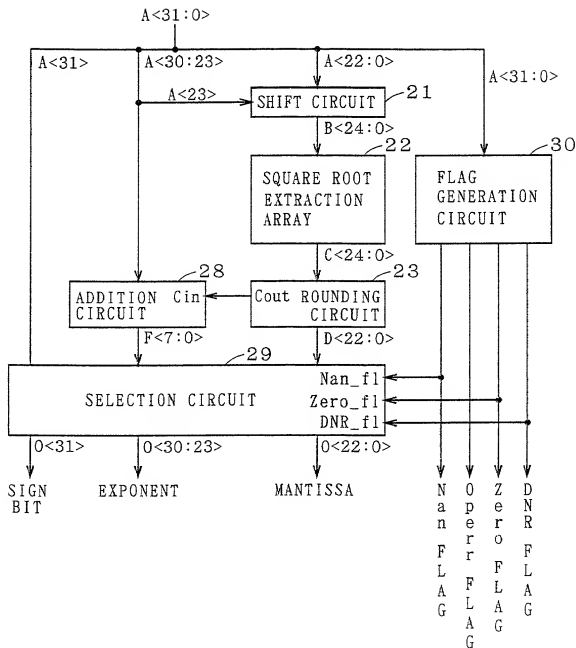 A<31:0>
A<31>
A<30:23>
A<22:0>
A<31:0>
A<23>
SHIFT CIRCUIT
21
B<24:0>
22
30
SQUARE ROOT
EXTRACTION
ARRAY
FLAG
GENERATION
CIRCUIT
C<24:0>
28
23
ADDITION Cin
CIRCUIT
Cout ROUNDING
CIRCUIT
F<7:0>
D<22:0>
29
SELECTION CIRCUIT
Nan_fl
Zero_fl
DNR_fl
O<31>
O<30:23>
O<22:0>
SIGN
BIT
EXPONENT
MANTISSA
Nan FLAG
Operr FLAG
Zero FLAG
DNR FLAG